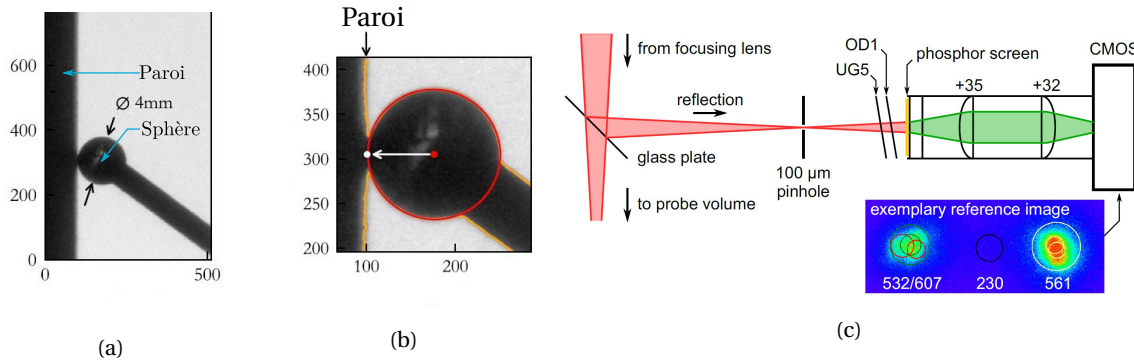 600
400
200
0
0
500
Paroi
Ø 4mm
Sphère
(a)
Paroi
400
350
300
250
200
100
200
(b)
from focusing lens
reflection
glass plate
to probe volume
100 µm
pinhole
OD1
UG5
phosphor screen
+35
+32
CMOS
exemplary reference image
532/607
230
561
(c)